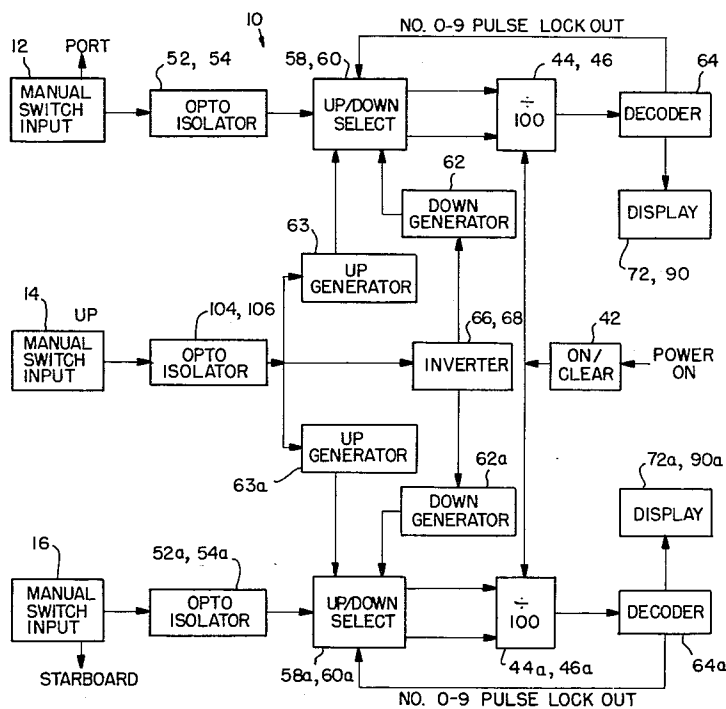 10
NO. 0-9 PULSE LOCK OUT
12
PORT
52, 54
58, 60
44, 46
64
MANUAL
SWITCH
INPUT
OPTO
ISOLATOR
UP/DOWN
SELECT
÷
100
DECODER
62
DOWN
GENERATOR
DISPLAY
63
UP
GENERATOR
72, 90
14
UP
104, 106
66, 68
42
MANUAL
SWITCH
INPUT
OPTO
ISOLATOR
INVERTER
ON/
CLEAR
POWER
ON
UP
GENERATOR
63a
62a
DOWN
GENERATOR
72a, 90a
DISPLAY
16
52a, 54a
MANUAL
SWITCH
INPUT
OPTO
ISOLATOR
UP/DOWN
SELECT
÷
100
DECODER
STARBOARD
58a, 60a
44a, 46a
64a
NO. 0-9 PULSE LOCK OUT